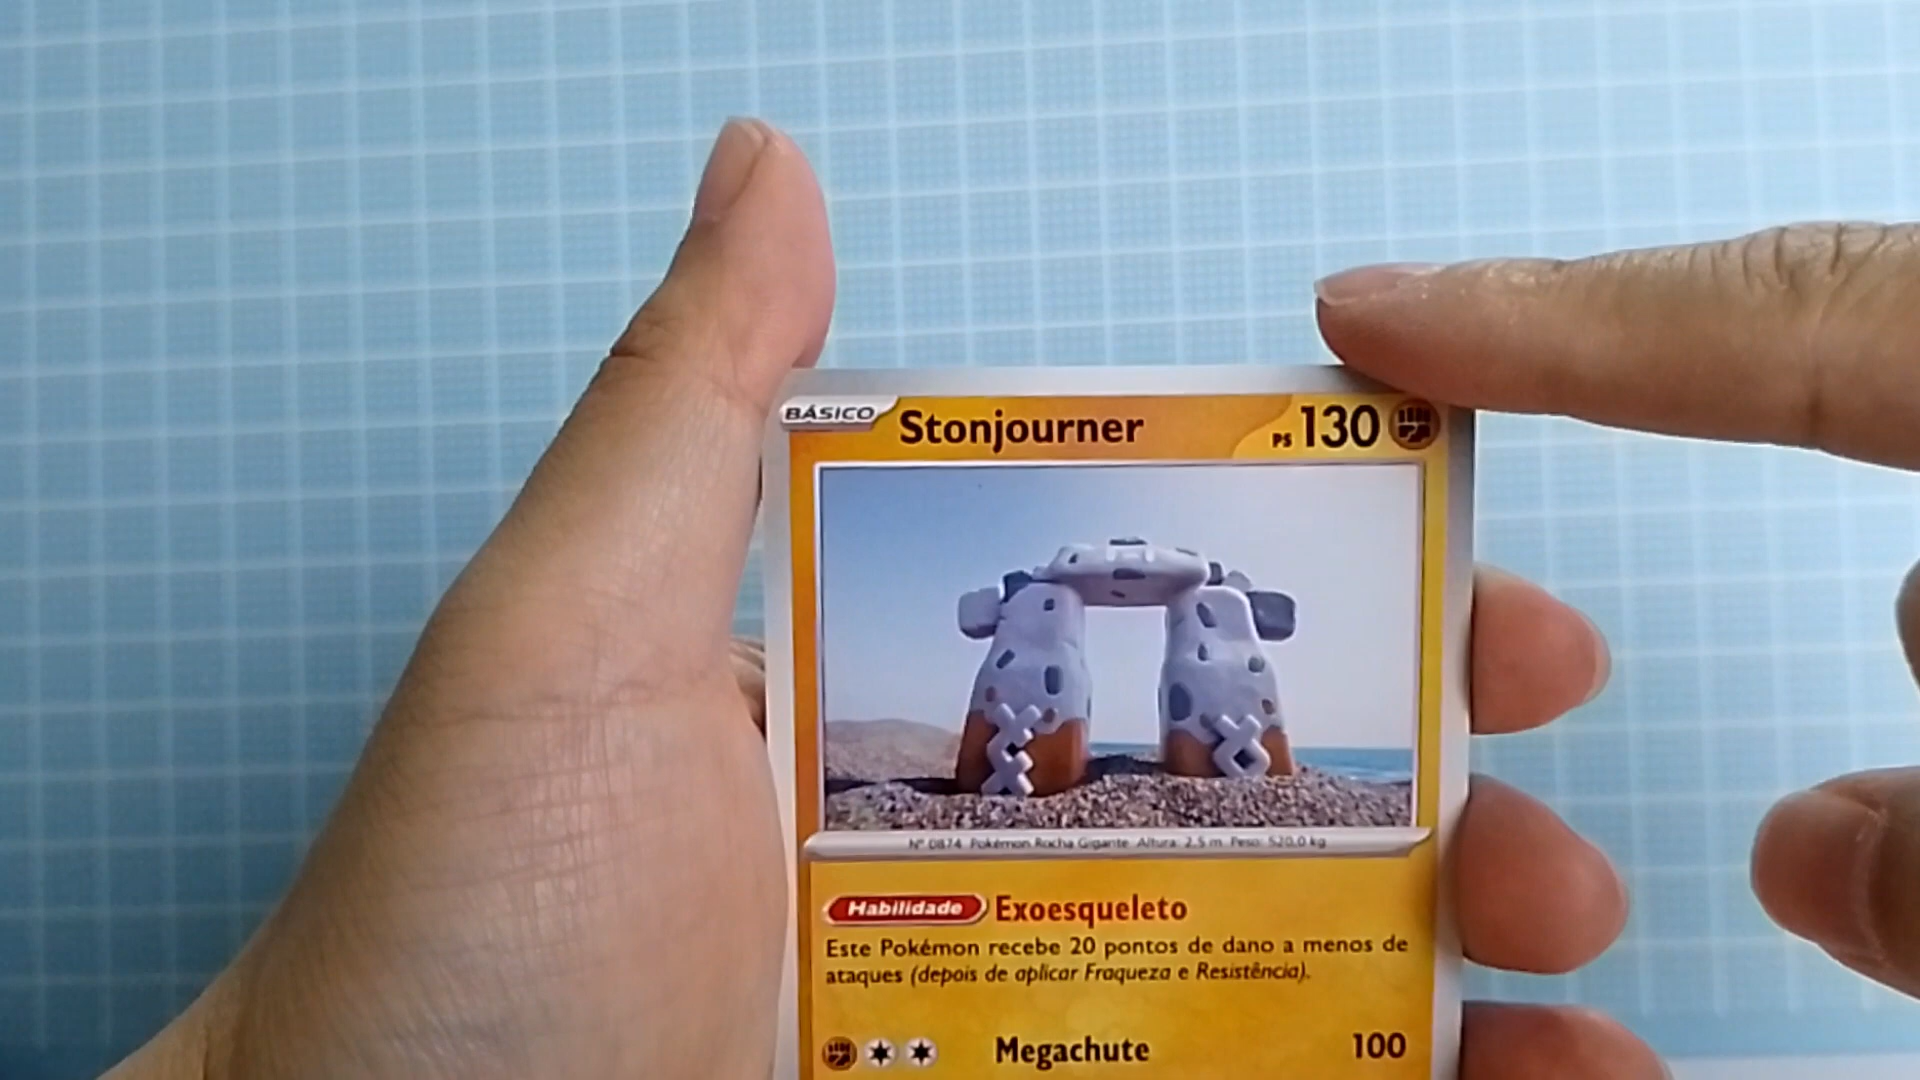 BÁSICO Stonjourner PS 130
Nº 0874 Pokémon Rocha Gigante Altura: 2,5 m Peso: 520,0 kg
Habilidade Exoesqueleto
Este Pokémon recebe 20 pontos de dano a menos de
ataques (depois de aplicar Fraqueza e Resistência).
Megachute 100